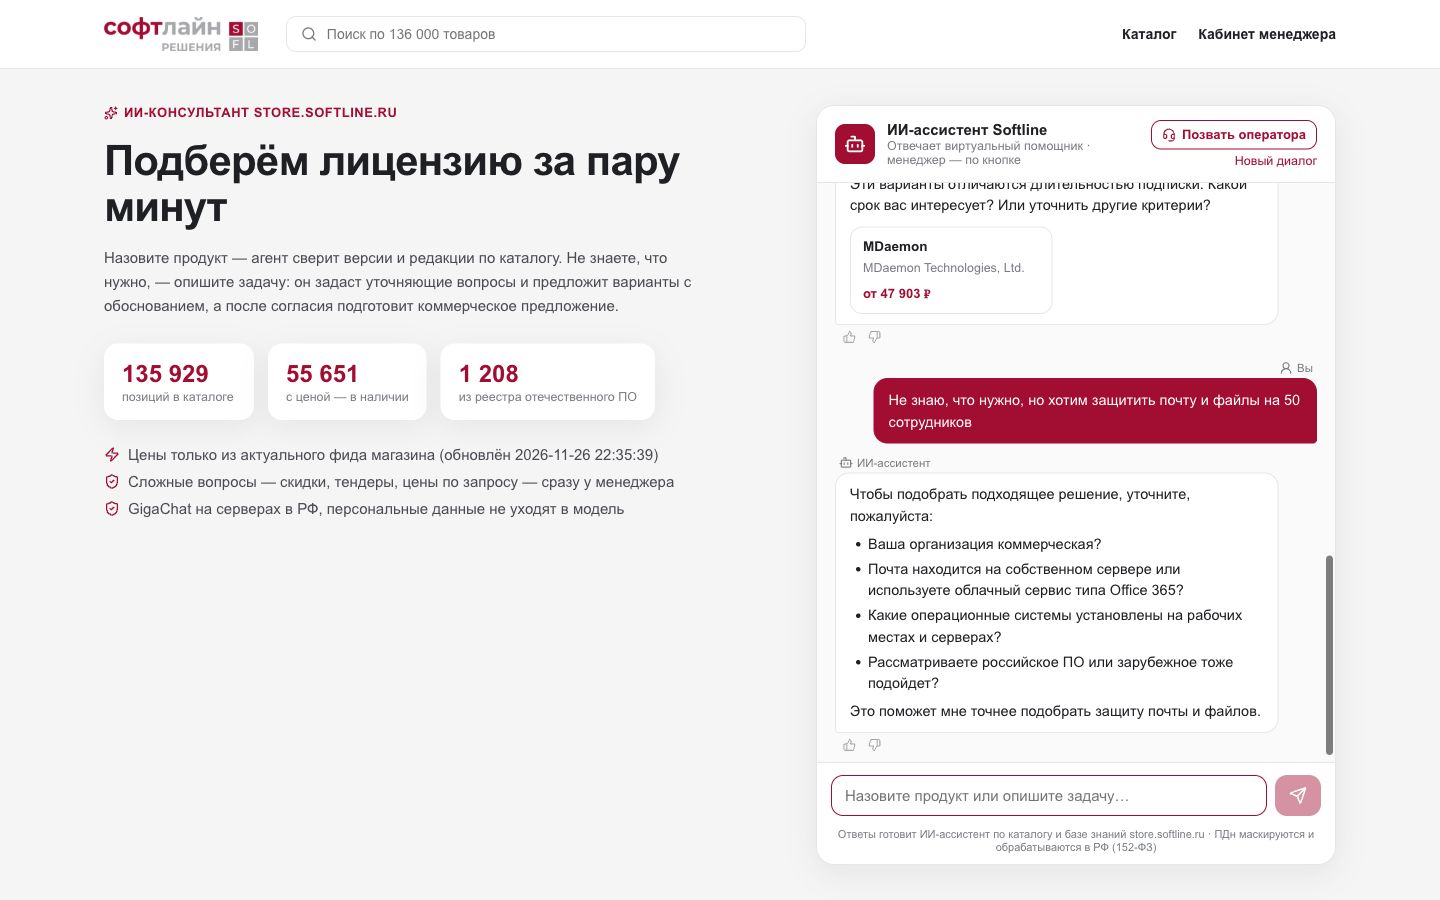 софтлайн
РЕШЕНИЯ
S O
F L
Поиск по 136 000 товаров
Каталог
Кабинет менеджера
ИИ-КОНСУЛЬТАНТ STORE.SOFTLINE.RU
Подберём лицензию за пару
минут
Назовите продукт — агент сверит версии и редакции по каталогу. Не знаете, что
нужно, — опишите задачу: он задаст уточняющие вопросы и предложит варианты с
обоснованием, а после согласия подготовит коммерческое предложение.
135 929
позиций в каталоге
55 651
с ценой — в наличии
1 208
из реестра отечественного ПО
Цены только из актуального фида магазина (обновлён 2026-11-26 22:35:39)
Сложные вопросы — скидки, тендеры, цены по запросу — сразу у менеджера
GigaChat на серверах в РФ, персональные данные не уходят в модель
ИИ-ассистент Softline
Отвечает виртуальный помощник ·
менеджер — по кнопке
Позвать оператора
Новый диалог
Эти варианты отличаются длительностью подписки. Какой
срок вас интересует? Или уточнить другие критерии?
MDaemon
MDaemon Technologies, Ltd.
от 47 903 ₽
Вы
Не знаю, что нужно, но хотим защитить почту и файлы на 50
сотрудников
ИИ-ассистент
Чтобы подобрать подходящее решение, уточните,
пожалуйста:
• Ваша организация коммерческая?
• Почта находится на собственном сервере или
используете облачный сервис типа Office 365?
• Какие операционные системы установлены на рабочих
местах и серверах?
• Рассматриваете российское ПО или зарубежное тоже
подойдет?
Это поможет мне точнее подобрать защиту почты и файлов.
Назовите продукт или опишите задачу…
Ответы готовит ИИ-ассистент по каталогу и базе знаний store.softline.ru · ПДн маскируются и
обрабатываются в РФ (152-ФЗ)